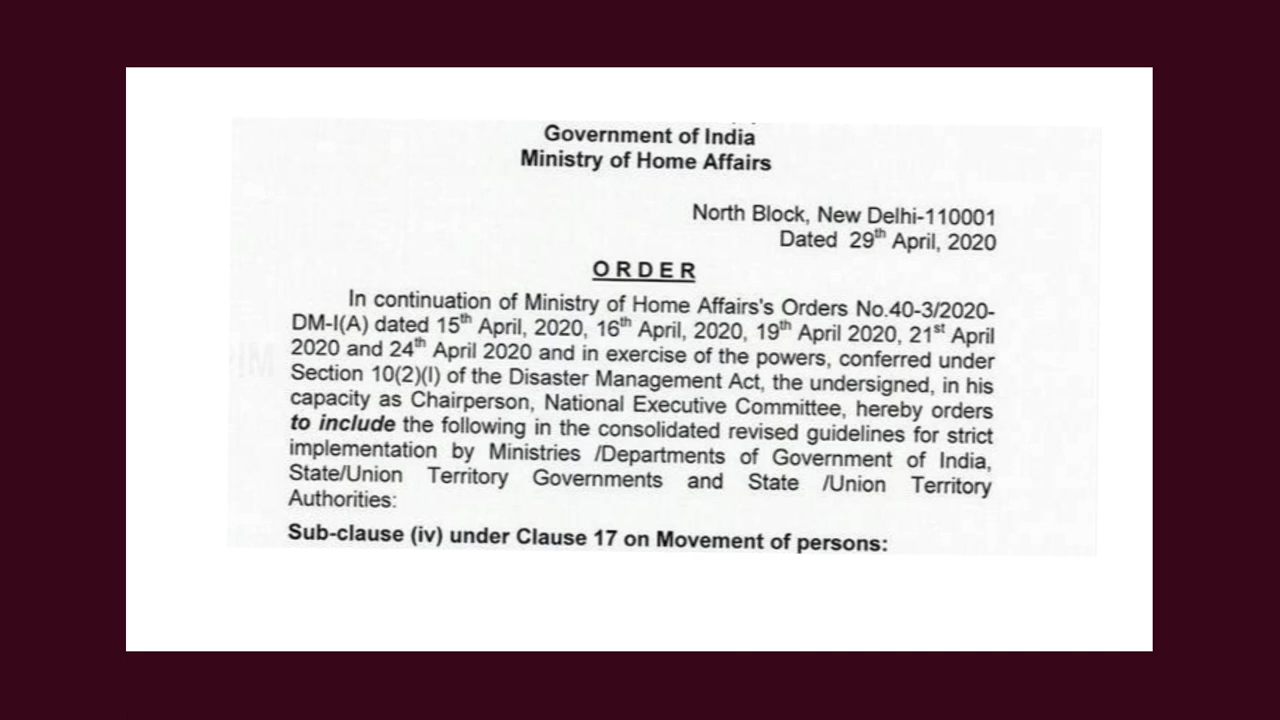 Government of India
Ministry of Home Affairs
North Block, New Delhi-110001
Dated 29th April, 2020
ORDER
In continuation of Ministry of Home Affairs's Orders No.40-3/2020-
DM-I(A) dated 15th April, 2020, 16th April, 2020, 19th April 2020, 21st April
2020 and 24th April 2020 and in exercise of the powers, conferred under
Section 10(2)(l) of the Disaster Management Act, the undersigned, in his
capacity as Chairperson, National Executive Committee, hereby orders
to include the following in the consolidated revised guidelines for strict
implementation by Ministries /Departments of Government of India,
State/Union Territory Governments and State /Union Territory
Authorities:
Sub-clause (iv) under Clause 17 on Movement of persons: